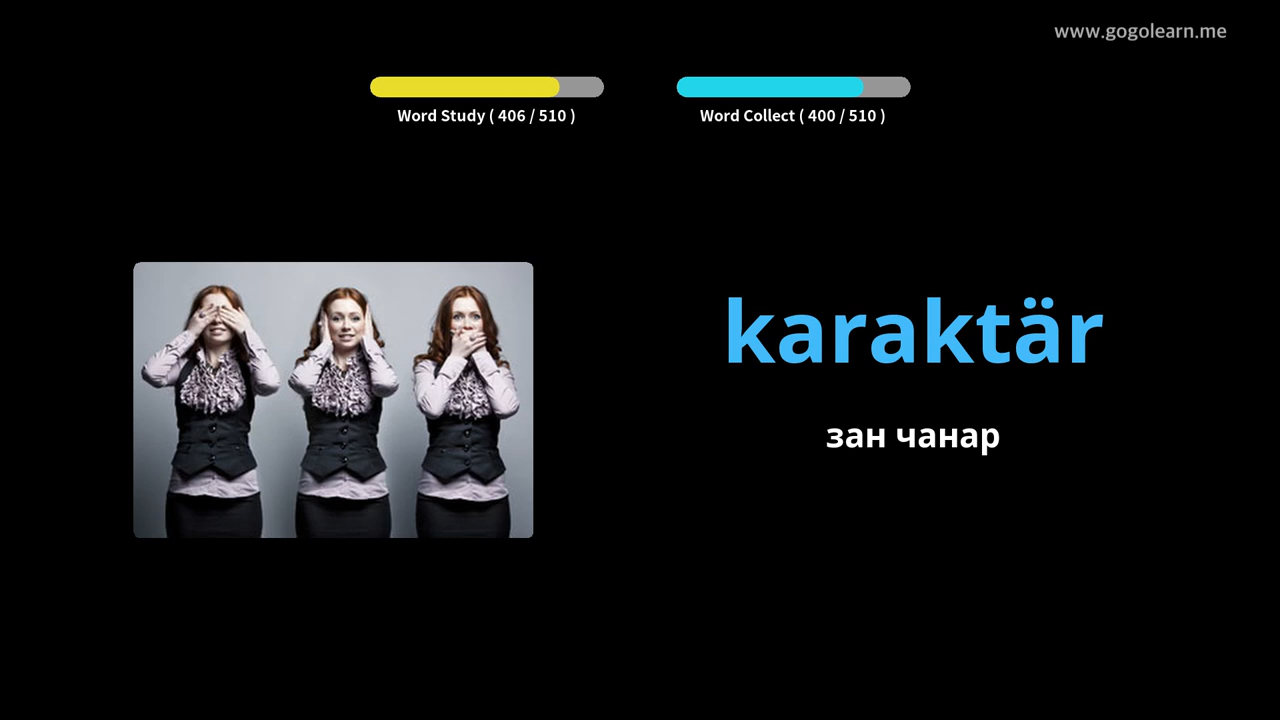 www.gogolearn.me
Word Study ( 406 / 510 )
Word Collect ( 400 / 510 )
karaktär
зан чанар